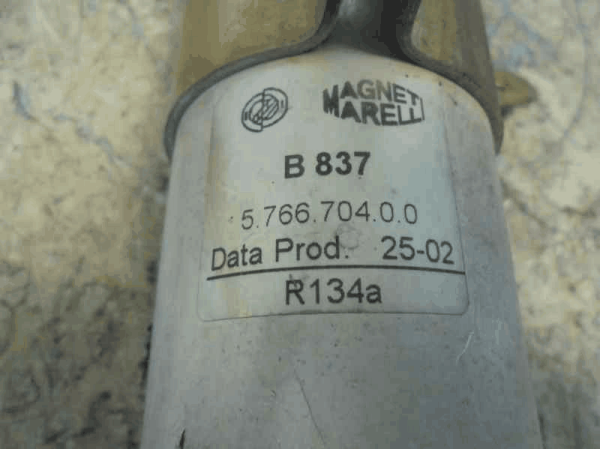 MAGNETI
MARELLI
B 837
5.766.704.0.0
Data Prod. 25-02
R134a